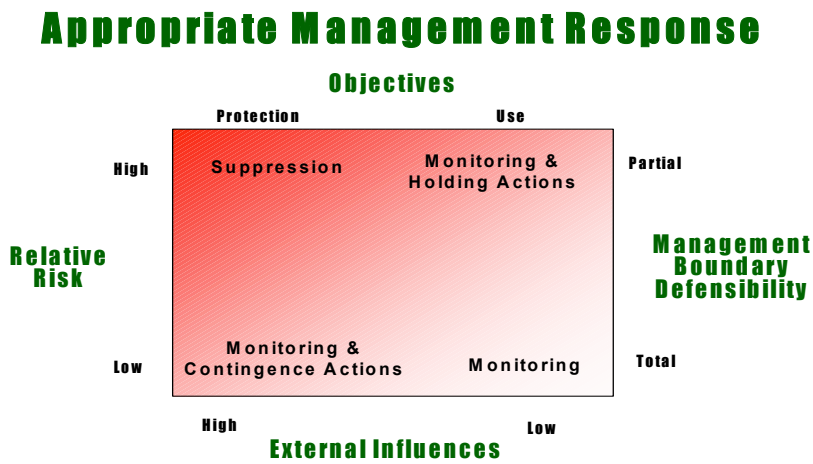 Appropriate Management Response
Objectives
Protection Use
High Suppression Monitoring & Partial
Holding Actions
Relative Management
Risk Boundary
Defensibility
Monitoring &
Low Contingence Actions Monitoring Total
High Low
External Influences